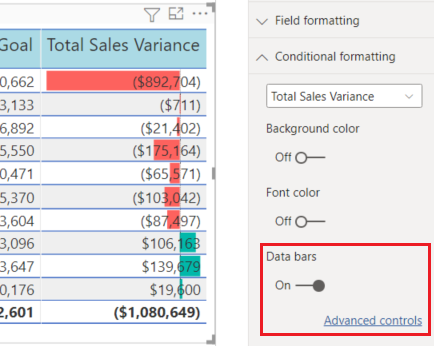 Goal Total Sales Variance
0,662 ($892,704)
3,133 ($711)
6,892 ($21,402)
5,550 ($175,164)
0,471 ($65,571)
5,370 ($103,042)
3,604 ($87,497)
3,096 $106,163
3,647 $139,679
0,176 $19,600
2,601 ($1,080,649)
Field formatting
Conditional formatting
Total Sales Variance
Background color
Off
Font color
Off
Data bars
On
Advanced controls